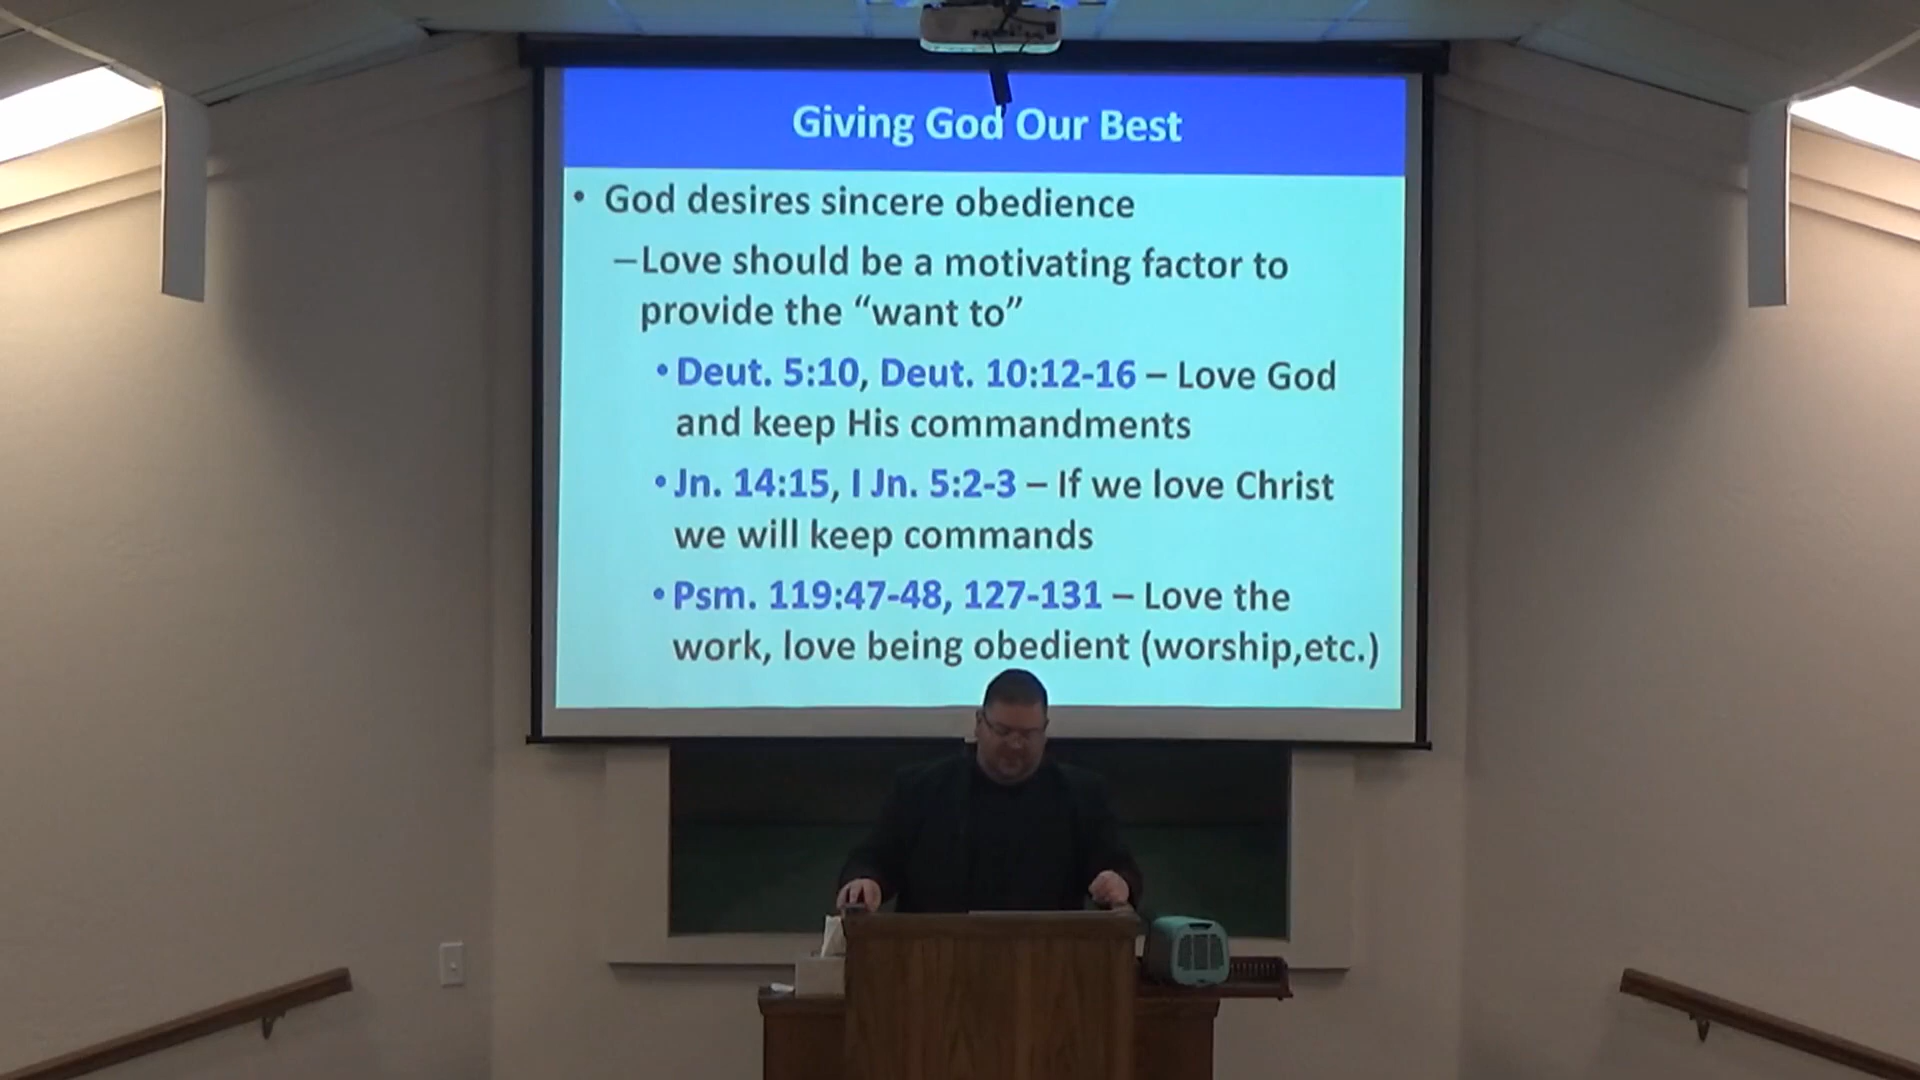 Giving God Our Best
• God desires sincere obedience
–Love should be a motivating factor to
provide the “want to”
• Deut. 5:10, Deut. 10:12-16 – Love God
and keep His commandments
• Jn. 14:15, I Jn. 5:2-3 – If we love Christ
we will keep commands
• Psm. 119:47-48, 127-131 – Love the
work, love being obedient (worship,etc.)